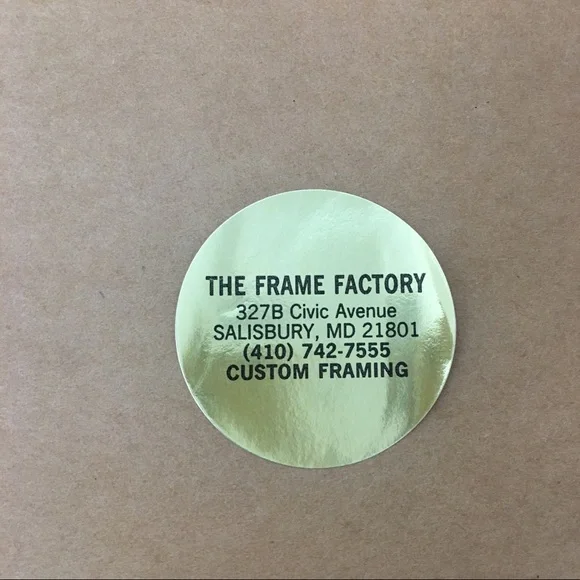 THE FRAME FACTORY
327B Civic Avenue
SALISBURY, MD 21801
(410) 742-7555
CUSTOM FRAMING